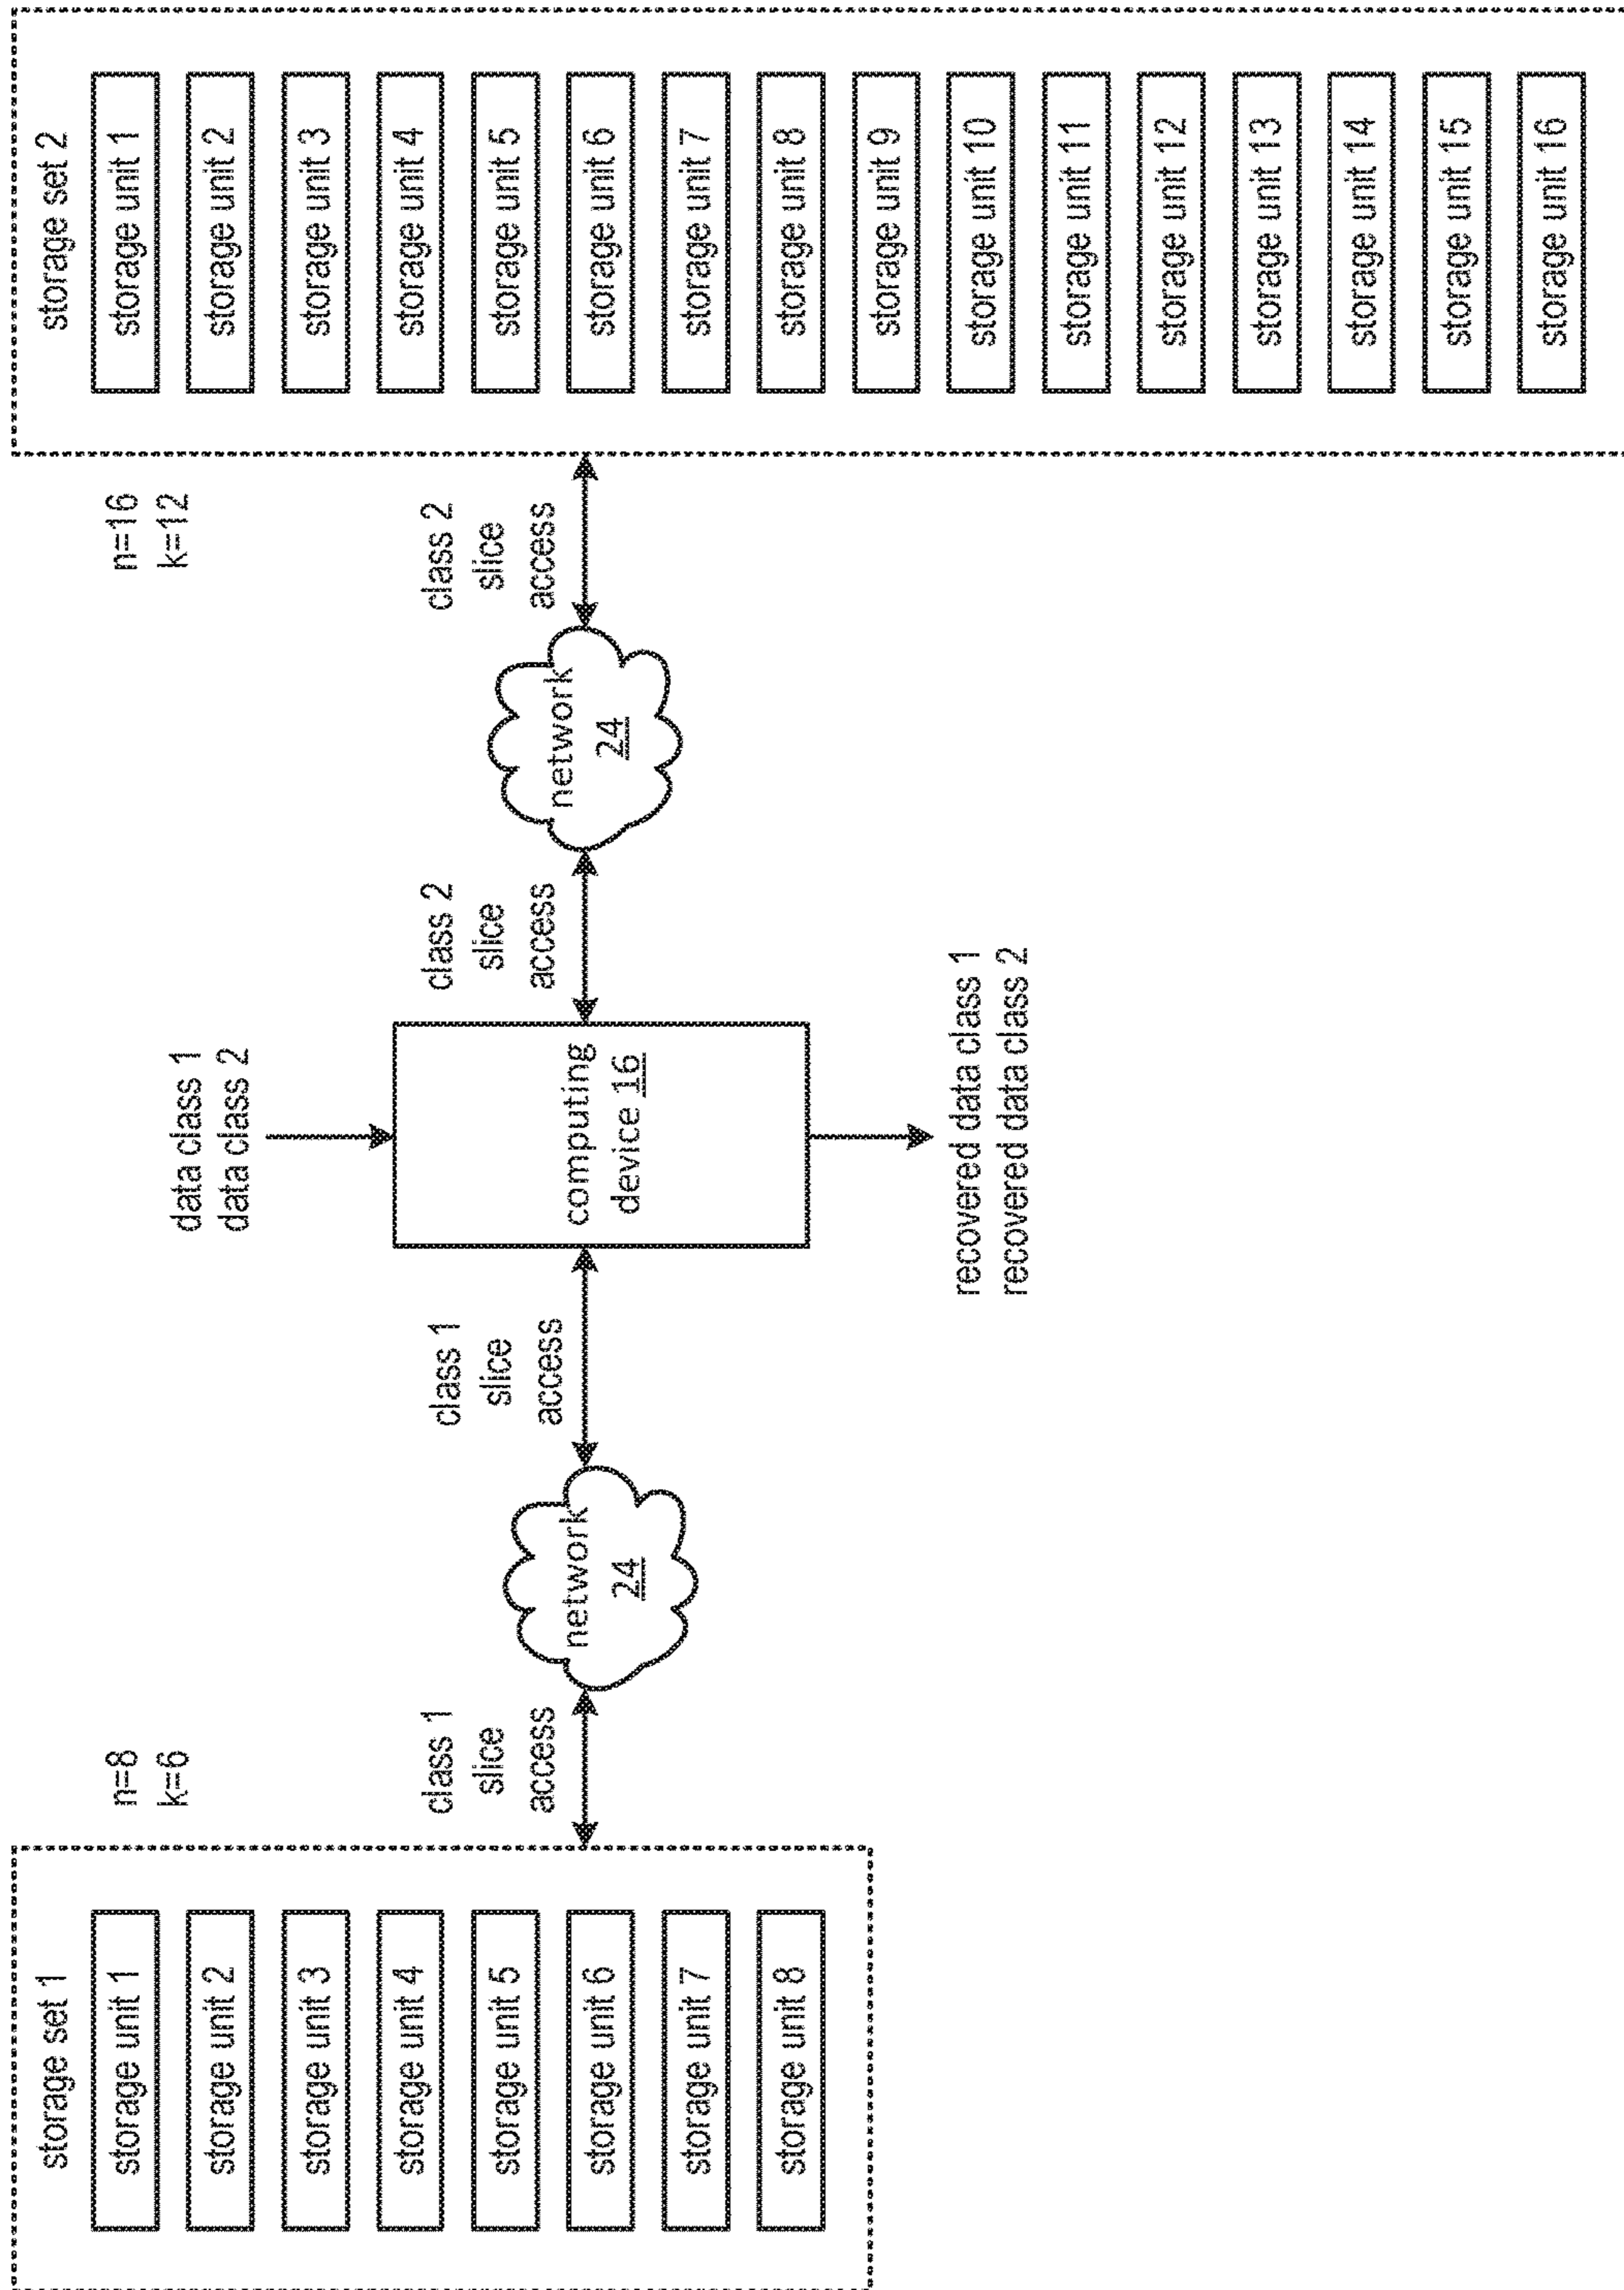 storage set 1
storage unit 1
storage unit 2
storage unit 3
storage unit 4
storage unit 5
storage unit 6
storage unit 7
storage unit 8
n=8
k=6
class 1
slice
access
network
24
class 1
slice
access
data class 1
data class 2
computing
device 16
recovered data class 1
recovered data class 2
class 2
slice
access
network
24
n=16
k=12
class 2
slice
access
storage set 2
storage unit 1
storage unit 2
storage unit 3
storage unit 4
storage unit 5
storage unit 6
storage unit 7
storage unit 8
storage unit 9
storage unit 10
storage unit 11
storage unit 12
storage unit 13
storage unit 14
storage unit 15
storage unit 16